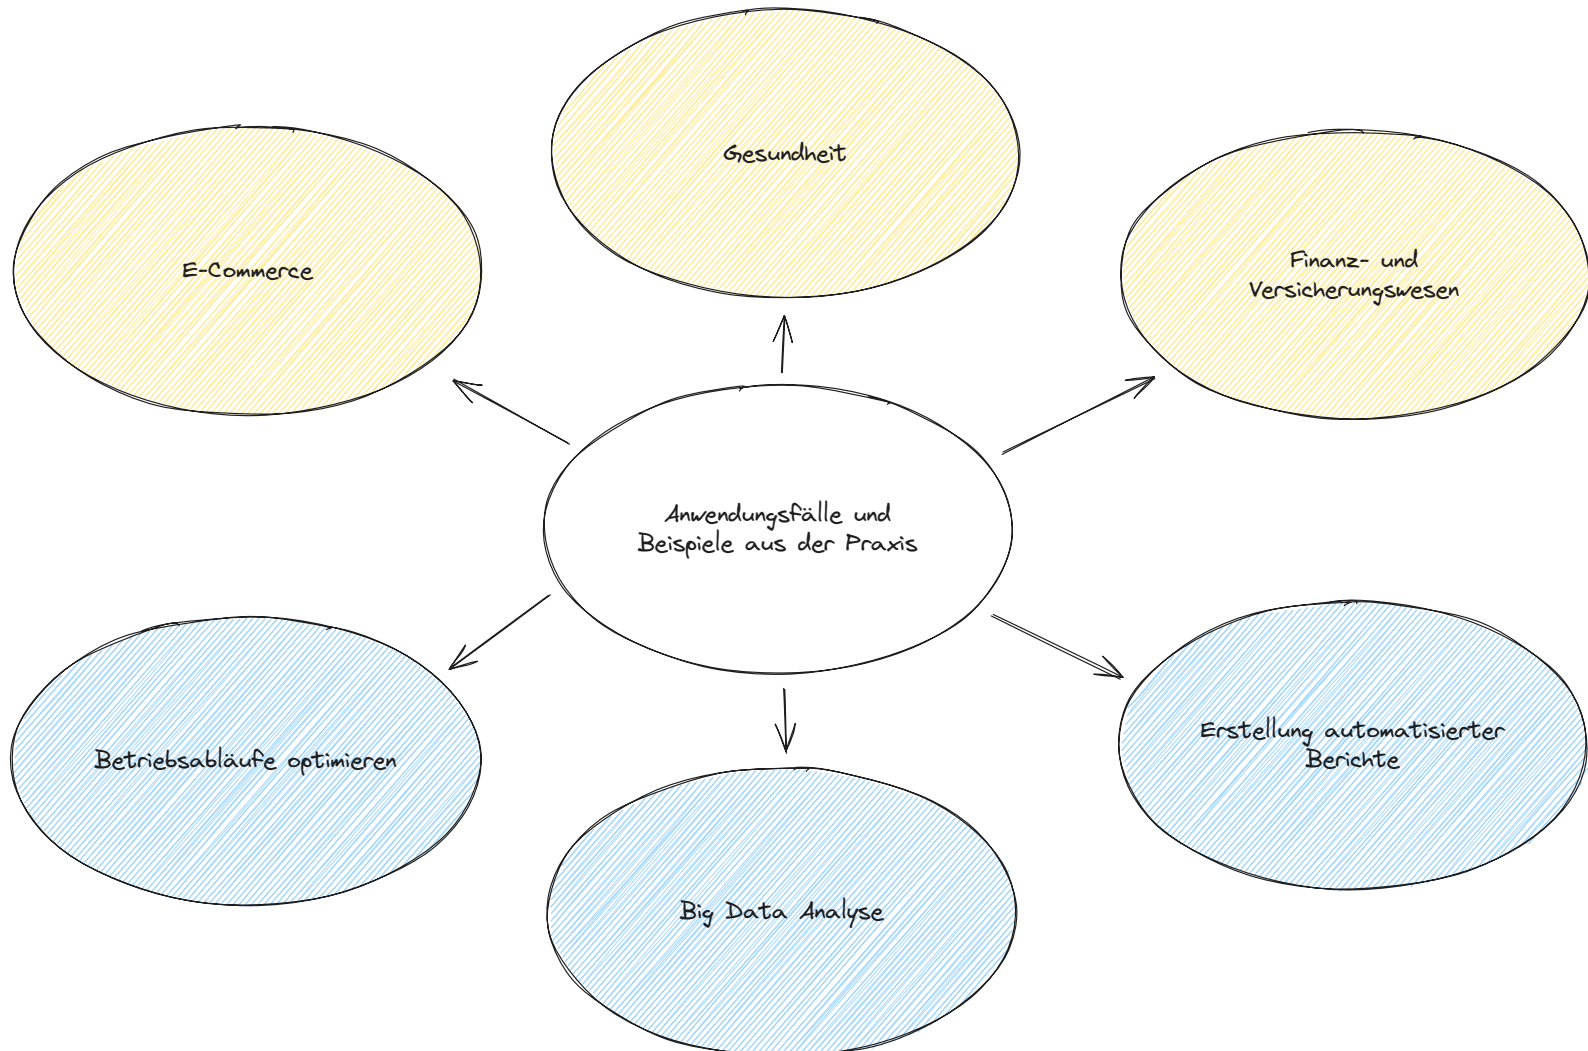 Gesundheit
E-Commerce
Finanz- und
Versicherungswesen
Anwendungsfälle und
Beispiele aus der Praxis
Betriebsabläufe optimieren
Erstellung automatisierter
Berichte
Big Data Analyse